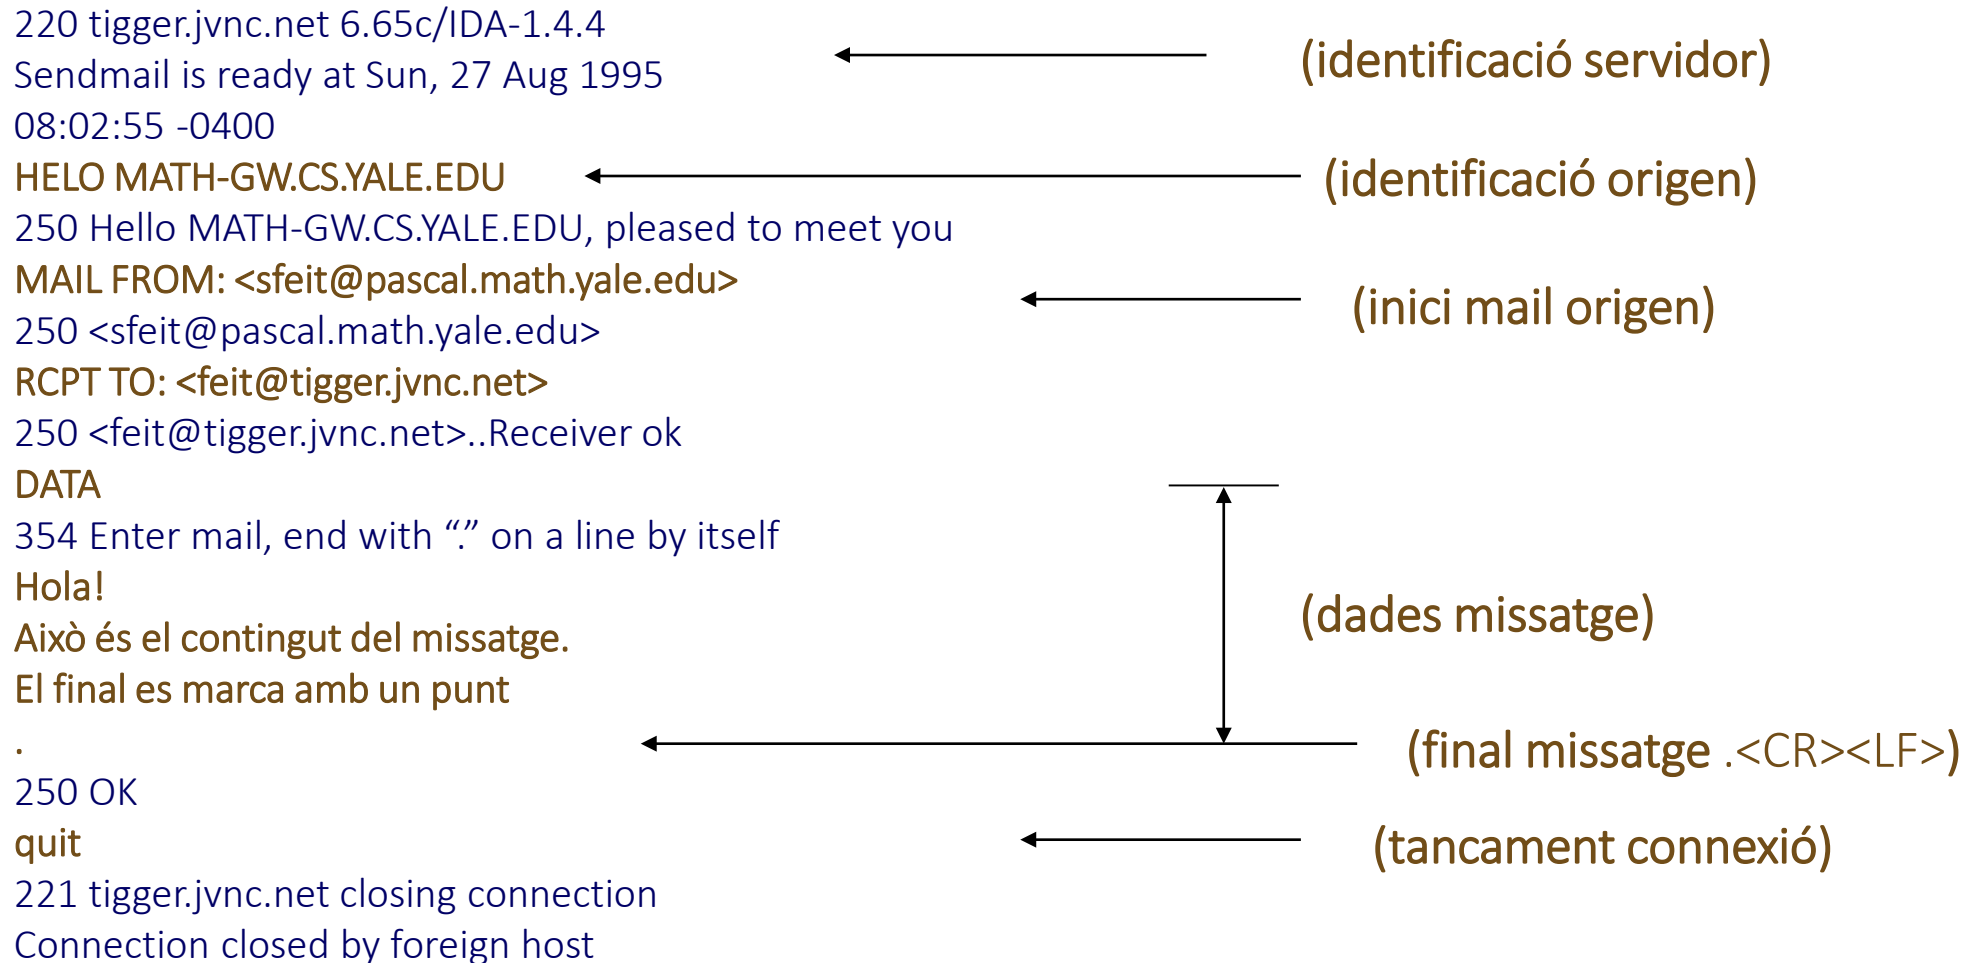 220 tigger.jvnc.net 6.65c/IDA-1.4.4
Sendmail is ready at Sun, 27 Aug 1995
(identificació servidor)
08:02:55 -0400
HELO MATH-GW.CS.YALE.EDU
(identificació origen)
250 Hello MATH-GW.CS.YALE.EDU, pleased to meet you
MAIL FROM: <sfeit@pascal.math.yale.edu>
(inici mail origen)
250 <sfeit@pascal.math.yale.edu>
RCPT TO: <feit@tigger.jvnc.net>
250 <feit@tigger.jvnc.net>..Receiver ok
DATA
354 Enter mail, end with “.” on a line by itself
Hola!
(dades missatge)
Això és el contingut del missatge.
El final es marca amb un punt
.
(final missatge .<CR><LF>)
250 OK
quit
(tancament connexió)
221 tigger.jvnc.net closing connection
Connection closed by foreign host